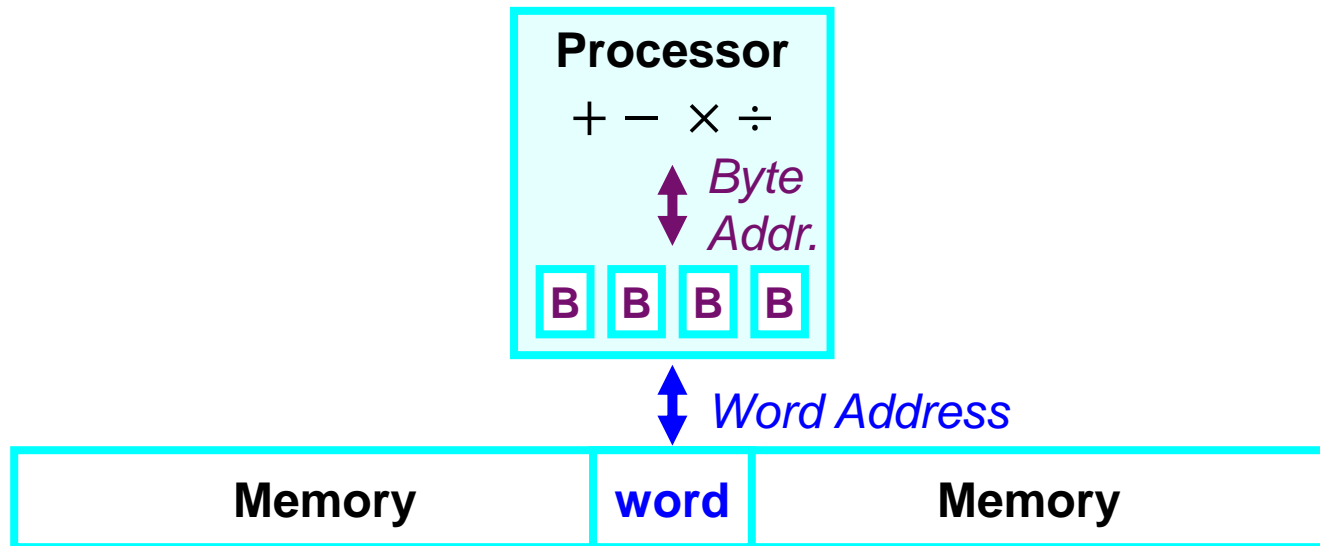 Processor
+ − × ÷
Byte
Addr.
B B B B
Word Address
Memory word Memory